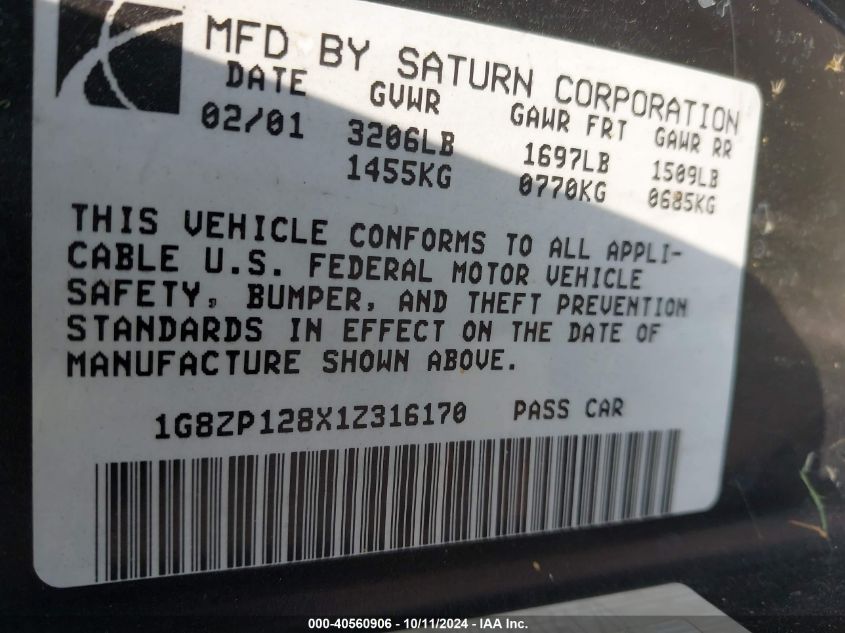 MFD BY SATURN CORPORATION
DATE GVWR GAWR FRT GAWR RR
02/01 3206LB 1697LB 1509LB
1455KG 0770KG 0685KG
THIS VEHICLE CONFORMS TO ALL APPLI-
CABLE U.S. FEDERAL MOTOR VEHICLE
SAFETY, BUMPER, AND THEFT PREVENTION
STANDARDS IN EFFECT ON THE DATE OF
MANUFACTURE SHOWN ABOVE.
1G8ZP128X1Z316170 PASS CAR
000-40560906 - 10/11/2024 - IAA Inc.